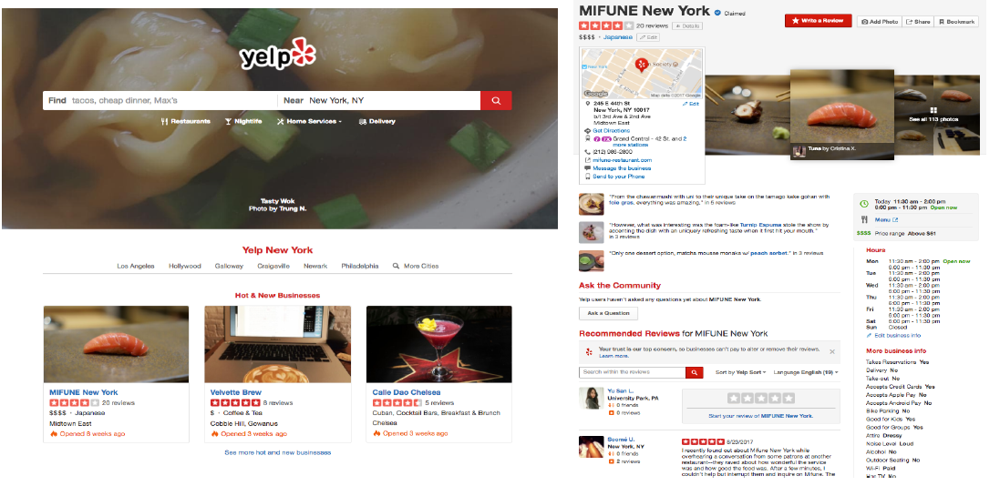 yelp
Find tacos, cheap dinner, Max's Near New York, NY
Restaurants Nightlife Home Services Delivery
Tasty Wok
Photo by Trung N.
Yelp New York
Los Angeles Hollywood Galloway Craigsville Newark Philadelphia More Cities
Hot & New Businesses
MIFUNE New York
20 reviews
$$$$ • Japanese
Midtown East
Opened 8 weeks ago
Velvette Brew
8 reviews
$ • Coffee & Tea
Cobble Hill, Gowanus
Opened 3 weeks ago
Calle Dao Chelsea
5 reviews
Cuban, Cocktail Bars, Breakfast & Brunch
Chelsea
Opened 3 weeks ago
See more hot and new businesses
MIFUNE New York Claimed
20 reviews Details
$$$$ • Japanese Edit
Write a Review Add Photo Share Bookmark
New York Society
Google Map data ©2017 Google
245 E 44th St Edit
New York, NY 10017
b/t 3rd Ave & 2nd Ave
Midtown East
Get Directions
7 7X Grand Central - 42 St. and 2
more stations
(212) 986-2800
mifune-restaurant.com
Message the business
Send to your Phone
Tuna by Cristina X.
See all 113 photos
"From the chawanmushi with uni to their unique take on the tamago kake gohan with
foie gras, everything was amazing." in 5 reviews
"However, what was interesting was the foam-like Turnip Espuma stole the show by
accenting the dish with an uniquely refreshing taste when it first hit your mouth."
in 3 reviews
"Only one dessert option, matcha mousse monaka w/ peach sorbet." in 3 reviews
Ask the Community
Yelp users haven't asked any questions yet about MIFUNE New York.
Ask a Question
Recommended Reviews for MIFUNE New York
Your trust is our top concern, so businesses can't pay to alter or remove their reviews.
Learn more.
Search within the reviews Sort by Yelp Sort Language English (19)
Yu San L.
University Park, PA
0 friends
0 reviews
Start your review of MIFUNE New York.
Boomé U.
New York, NY
0 friends
2 reviews
8/23/2017
I recently found out about Mifune New York while
overhearing a conversation from some patrons at another
restaurant--they raved about how wonderful the service
was and how good the food was. After a few minutes, I
couldn't help but interrupt them and inquire on Mifune. The
Today 11:30 am - 2:00 pm
6:00 pm - 11:30 pm Open now
Menu
$$$$ Price range Above $61
Hours
Mon 11:30 am - 2:00 pm Open now
6:00 pm - 11:30 pm
Tue 11:30 am - 2:00 pm
6:00 pm - 11:30 pm
Wed 11:30 am - 2:00 pm
6:00 pm - 11:30 pm
Thu 11:30 am - 2:00 pm
6:00 pm - 11:30 pm
Fri 11:30 am - 2:00 pm
6:00 pm - 11:30 pm
Sat 6:00 pm - 11:30 pm
Sun Closed
Edit business info
More business info
Takes Reservations Yes
Delivery No
Take-out No
Accepts Credit Cards Yes
Accepts Apple Pay No
Accepts Android Pay No
Bike Parking No
Good for Kids Yes
Good for Groups Yes
Attire Dressy
Noise Level Loud
Alcohol No
Outdoor Seating No
Wi-Fi Paid
Has TV No